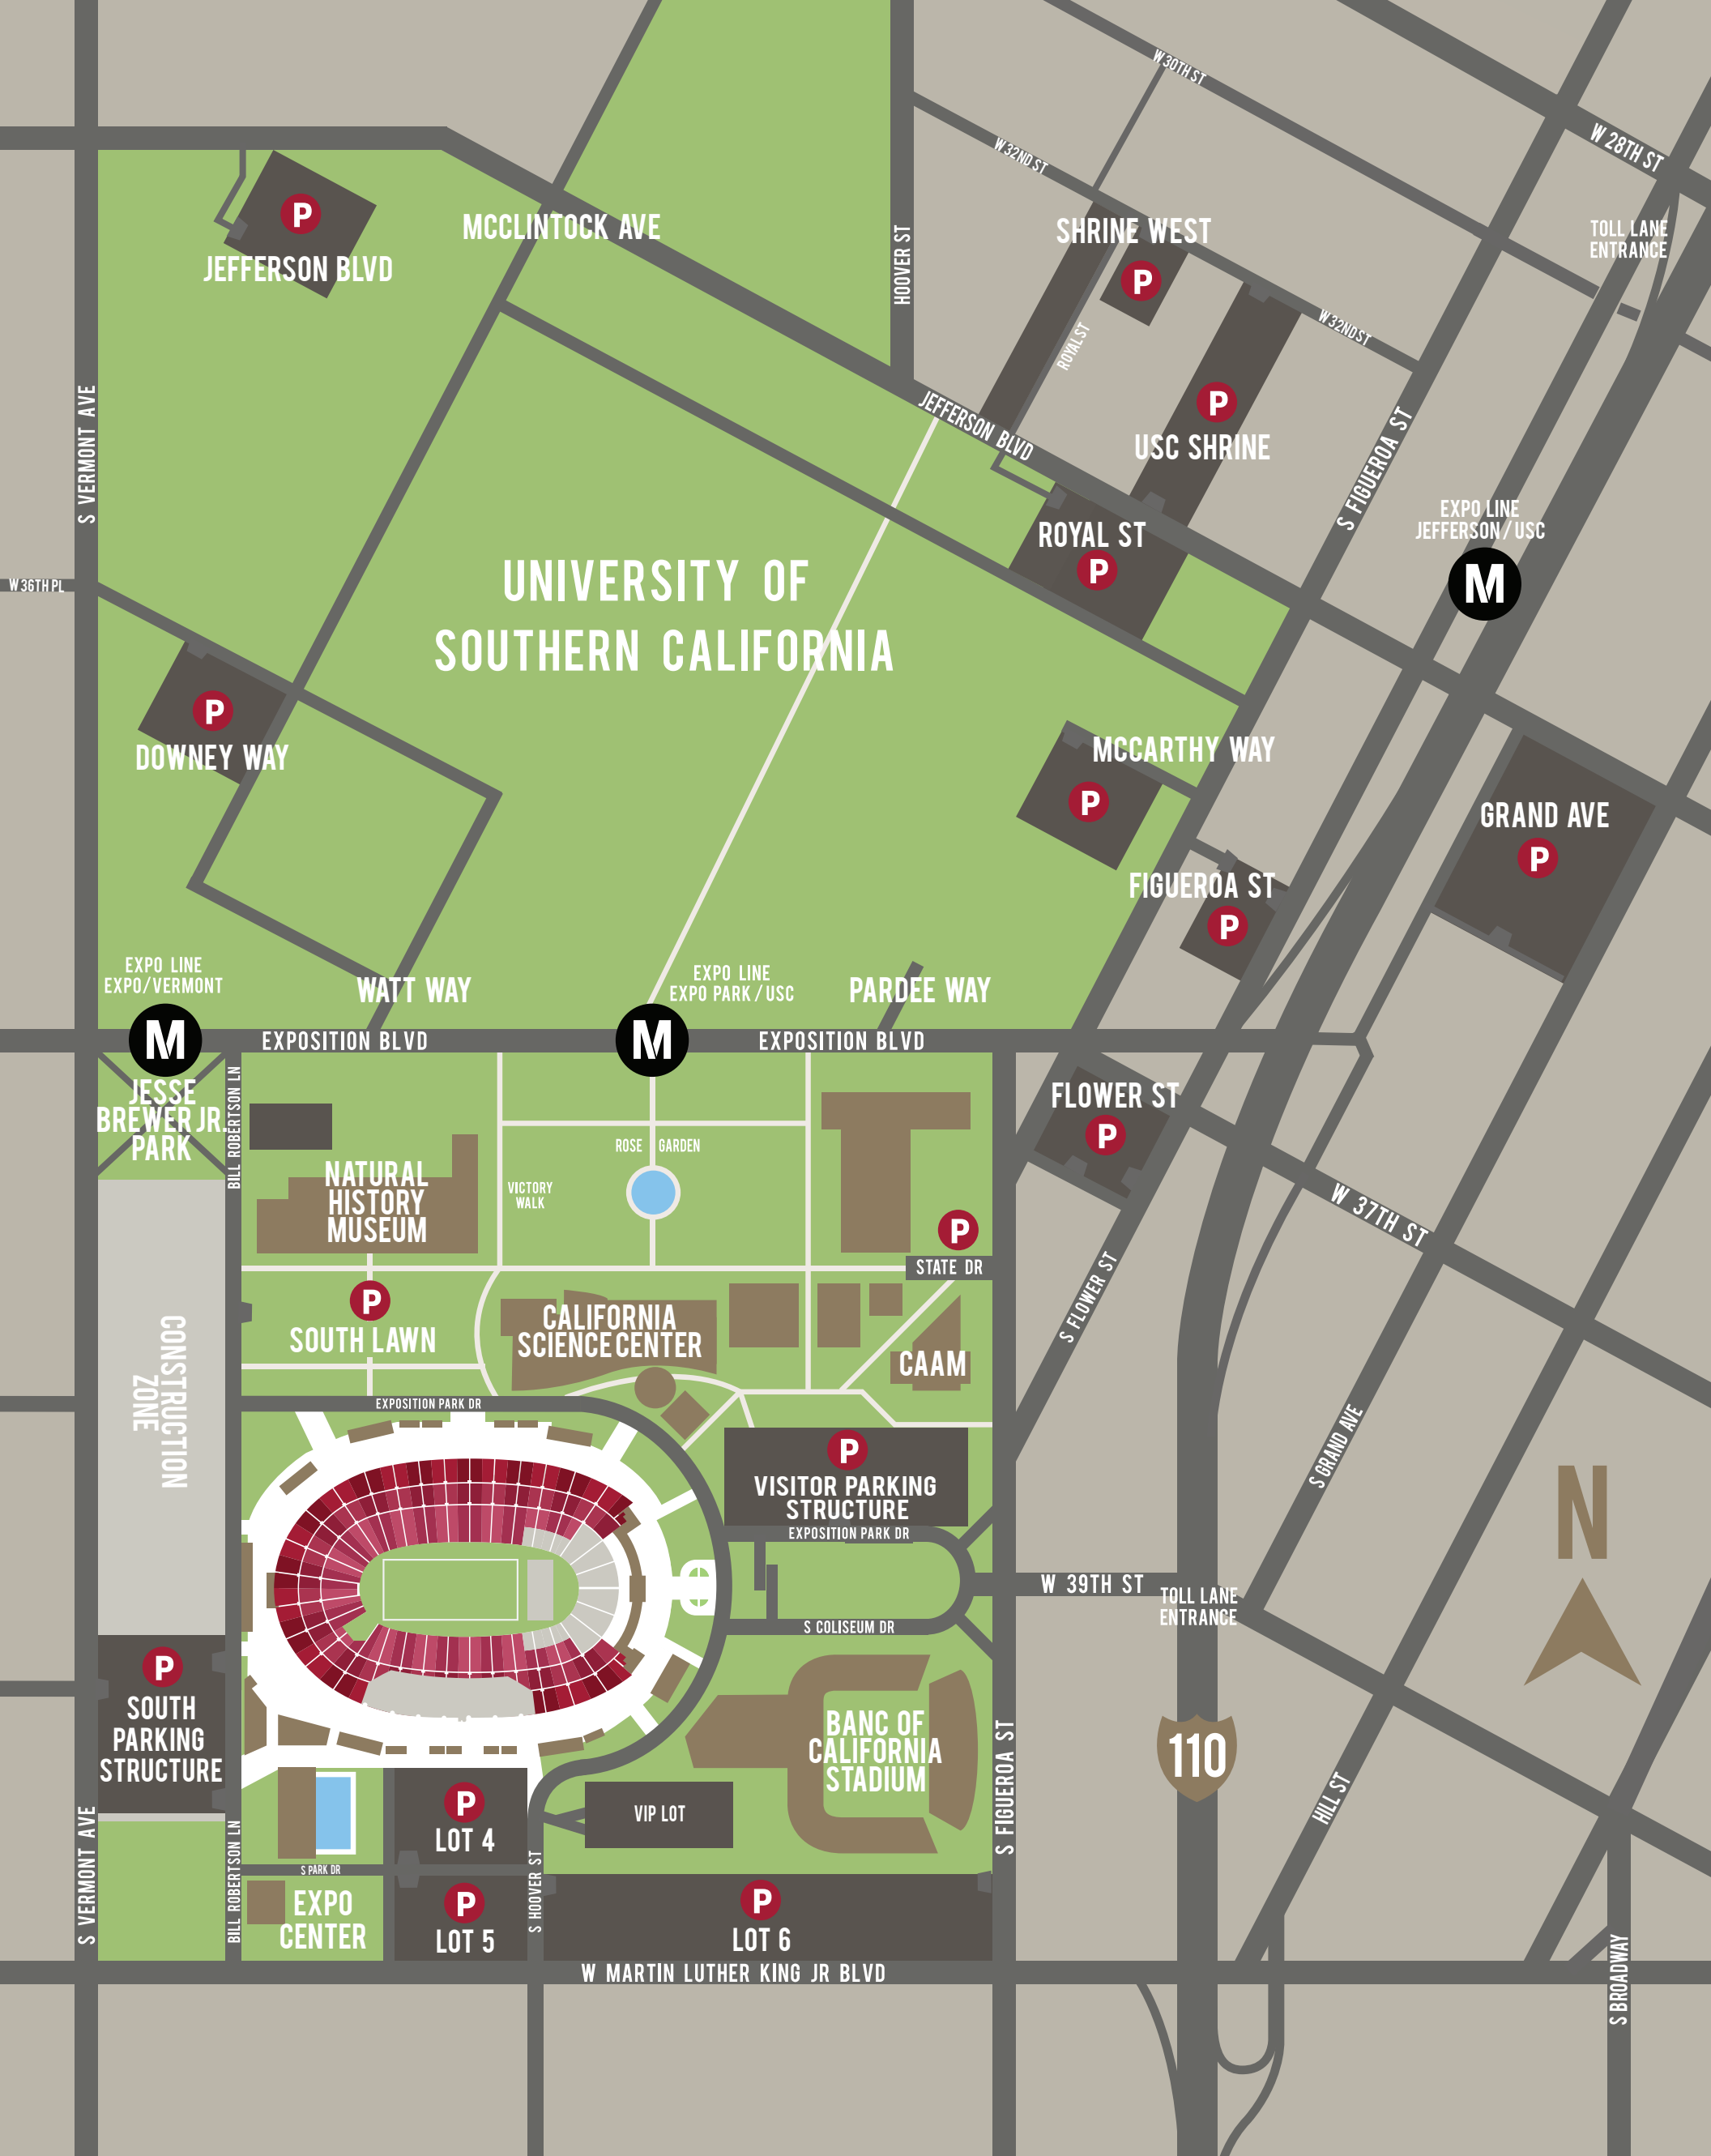 W 30TH ST
W 28TH ST
W 32ND ST
P
MCCLINTOCK AVE
SHRINE WEST
TOLL LANE
ENTRANCE
JEFFERSON BLVD
HOOVER ST
P
W 32ND ST
ROYAL ST
P
JEFFERSON BLVD
USC SHRINE
S FIGUEROA ST
S VERMONT AVE
EXPO LINE
JEFFERSON / USC
M
ROYAL ST
P
W 36TH PL
UNIVERSITY OF
SOUTHERN CALIFORNIA
P
DOWNEY WAY
MCCARTHY WAY
P
GRAND AVE
P
FIGUEROA ST
P
EXPO LINE
EXPO/VERMONT
M
WATT WAY
EXPO LINE
EXPO PARK / USC
M
PARDEE WAY
EXPOSITION BLVD
EXPOSITION BLVD
JESSE
BREWER JR.
PARK
BILL ROBERTSON LN
FLOWER ST
P
ROSE GARDEN
NATURAL
HISTORY
MUSEUM
VICTORY
WALK
P
STATE DR
W 37TH ST
S FLOWER ST
P
SOUTH LAWN
CALIFORNIA
SCIENCE CENTER
CAAM
CONSTRUCTION
ZONE
EXPOSITION PARK DR
P
VISITOR PARKING
STRUCTURE
EXPOSITION PARK DR
S GRAND AVE
N
W 39TH ST
TOLL LANE
ENTRANCE
S COLISEUM DR
P
SOUTH
PARKING
STRUCTURE
BANC OF
CALIFORNIA
STADIUM
S FIGUEROA ST
110
HILL ST
P
LOT 4
VIP LOT
S VERMONT AVE
BILL ROBERTSON LN
S PARK DR
S HOOVER ST
EXPO
CENTER
P
LOT 5
P
LOT 6
W MARTIN LUTHER KING JR BLVD
S BROADWAY